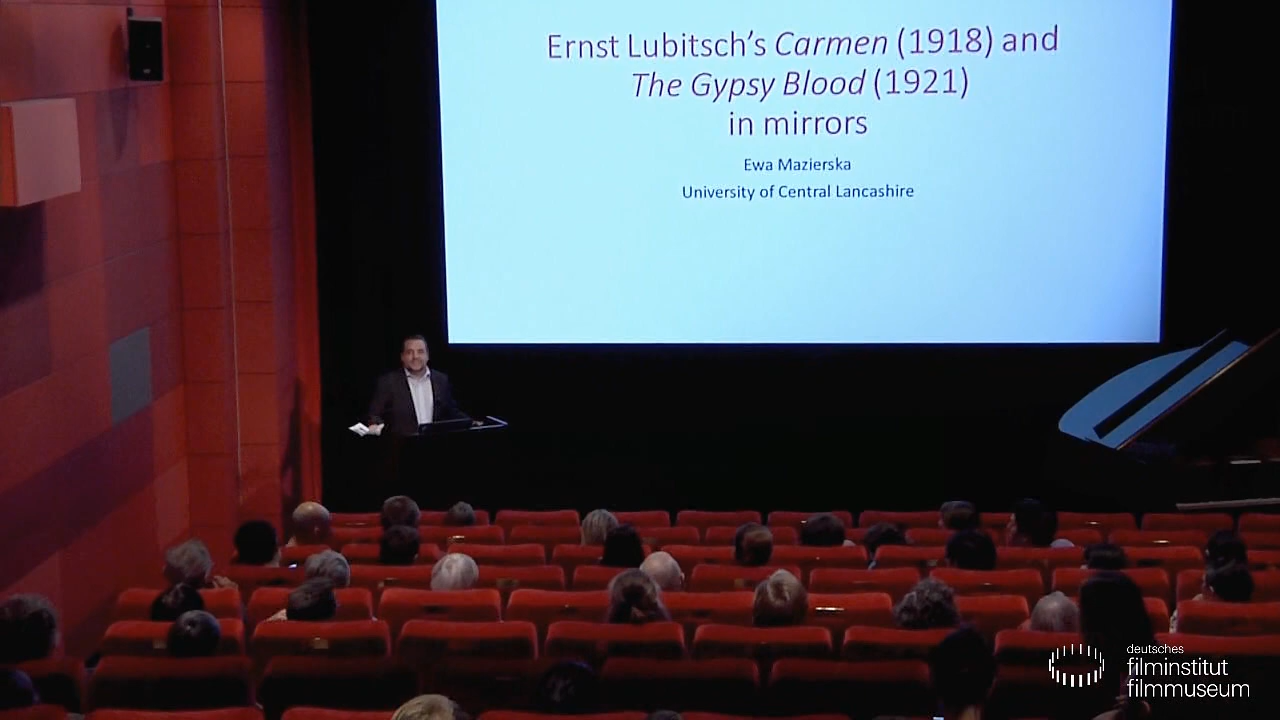 Ernst Lubitsch's Carmen (1918) and
The Gypsy Blood (1921)
in mirrors
Ewa Mazierska
University of Central Lancashire
deutsches
filminstitut
filmmuseum